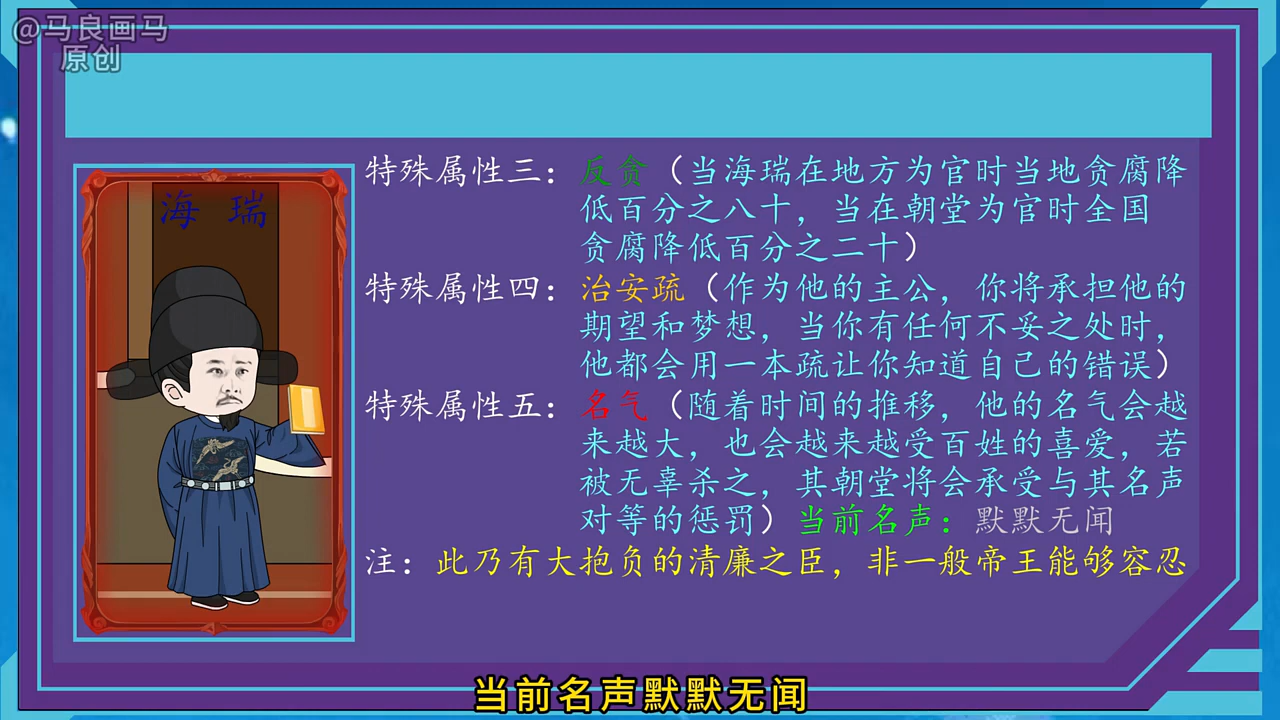 @马良画马
原创
海 瑞
特殊属性三：反贪（当海瑞在地方为官时当地贪腐降
低百分之八十，当在朝堂为官时全国
贪腐降低百分之二十）
特殊属性四：治安疏（作为他的主公，你将承担他的
期望和梦想，当你有任何不妥之处时，
他都会用一本疏让你知道自己的错误）
特殊属性五：名气（随着时间的推移，他的名气会越
来越大，也会越来越受百姓的喜爱，若
被无辜杀之，其朝堂将会承受与其名声
对等的惩罚）当前名声：默默无闻
注：此乃有大抱负的清廉之臣，非一般帝王能够容忍
当前名声默默无闻